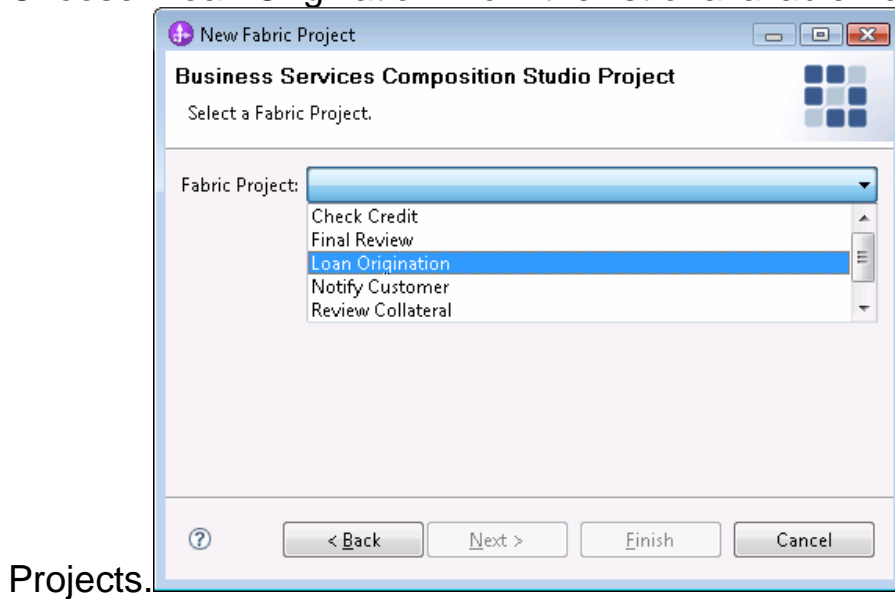 New Fabric Project
Business Services Composition Studio Project
Select a Fabric Project.
Fabric Project:
Check Credit
Final Review
Loan Origination
Notify Customer
Review Collateral
< Back Next > Finish Cancel
Projects.